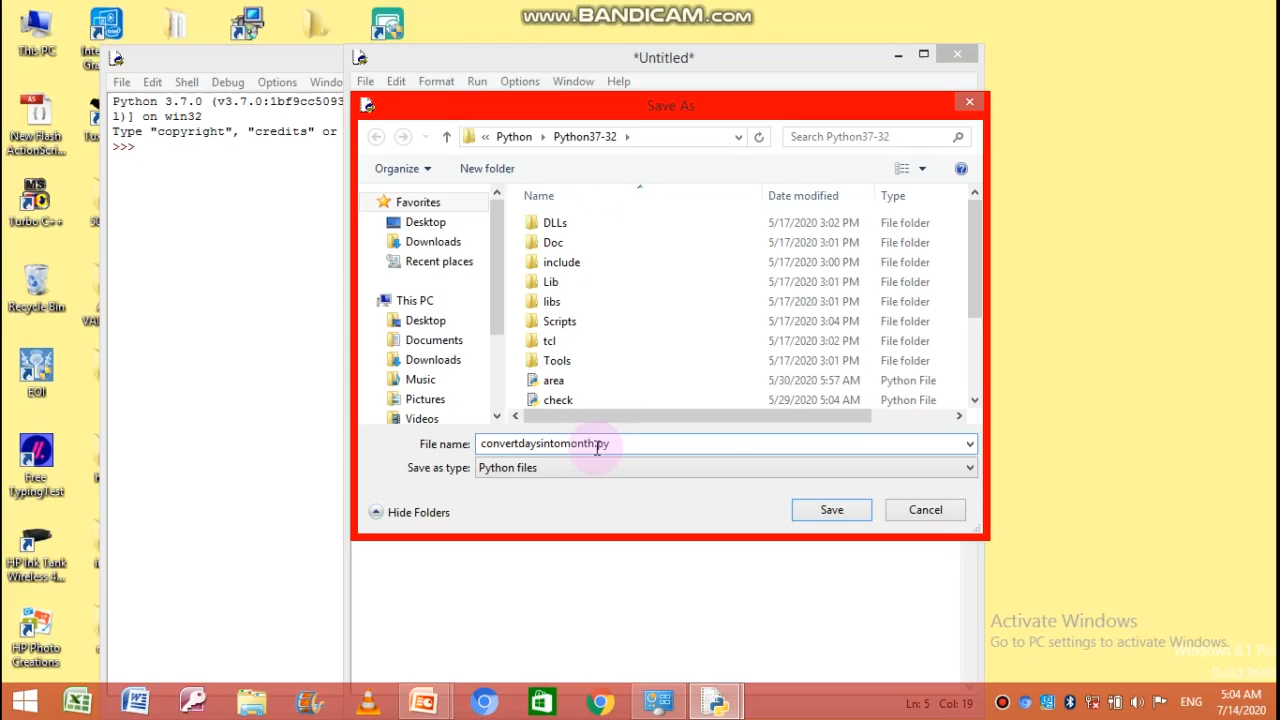 www.BANDICAM.com
This PC
New Flash
ActionScri...
Turbo C++
Recycle Bin
EOI
Free
TypingTest
HP Ink Tank
Wireless 4...
HP Photo
Creations
File Edit Shell Debug Options Windo
Python 3.7.0 (v3.7.0:1bf9cc5093
l)] on win32
Type "copyright", "credits" or
>>>
*Untitled*
File Edit Format Run Options Window Help
Save As
« Python Python37-32
Search Python37-32
Organize New folder
Favorites
Desktop
Downloads
Recent places
This PC
Desktop
Documents
Downloads
Music
Pictures
Videos
Name Date modified Type
DLLs 5/17/2020 3:02 PM File folder
Doc 5/17/2020 3:01 PM File folder
include 5/17/2020 3:00 PM File folder
Lib 5/17/2020 3:01 PM File folder
libs 5/17/2020 3:01 PM File folder
Scripts 5/17/2020 3:04 PM File folder
tcl 5/17/2020 3:02 PM File folder
Tools 5/17/2020 3:01 PM File folder
area 5/30/2020 5:57 AM Python File
check 5/29/2020 5:04 AM Python File
File name: convertdaysintomonth.py
Save as type: Python files
Hide Folders Save Cancel
Activate Windows
Go to PC settings to activate Windows.
Windows 8.1
Ln: 5 Col: 19
ENG
5:04 AM
7/14/2020